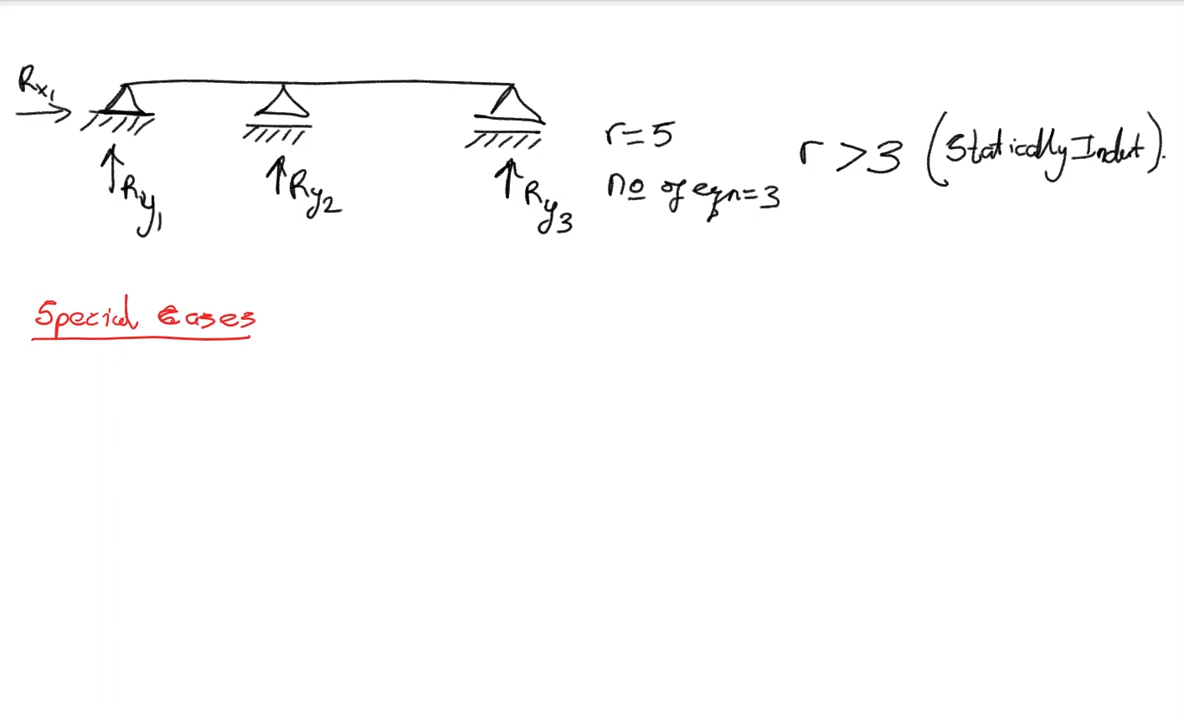 Rx1
Ry1
Ry2
Ry3
r=5
no of eqn=3
r>3 (Statically Indet).
Special Cases